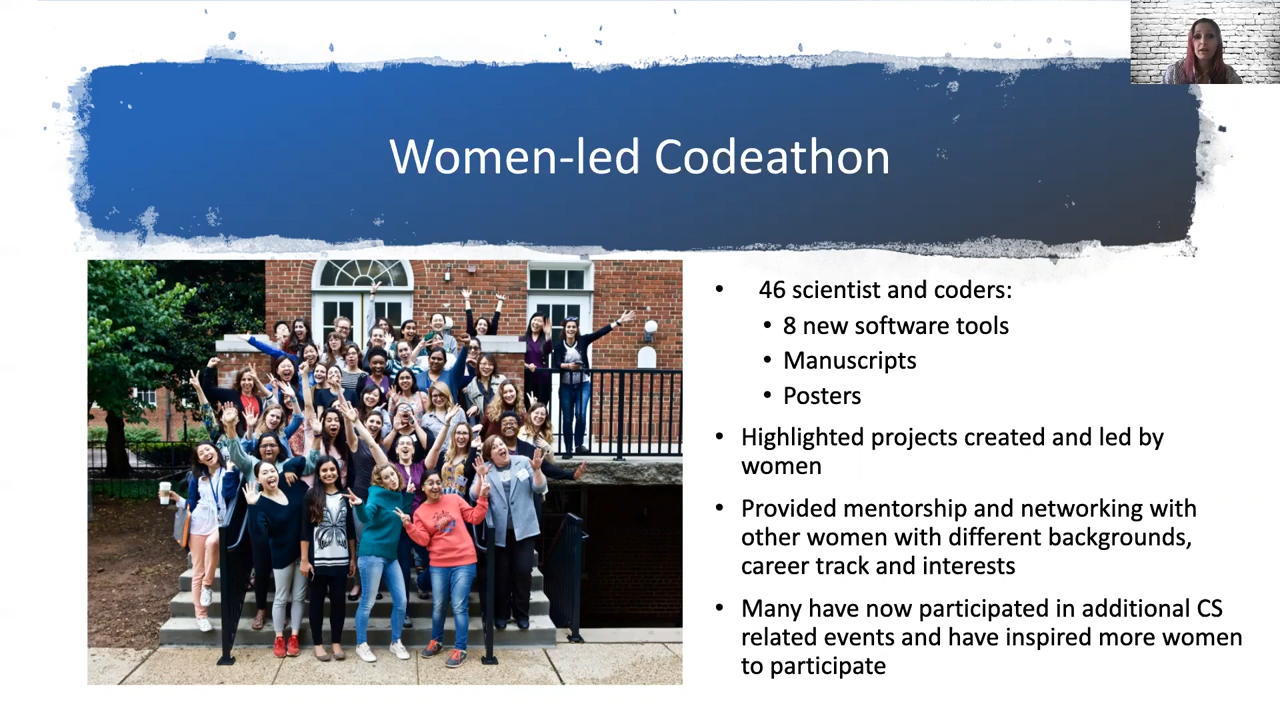 Women-led Codeathon
• 46 scientist and coders:
• 8 new software tools
• Manuscripts
• Posters
• Highlighted projects created and led by
women
• Provided mentorship and networking with
other women with different backgrounds,
career track and interests
• Many have now participated in additional CS
related events and have inspired more women
to participate